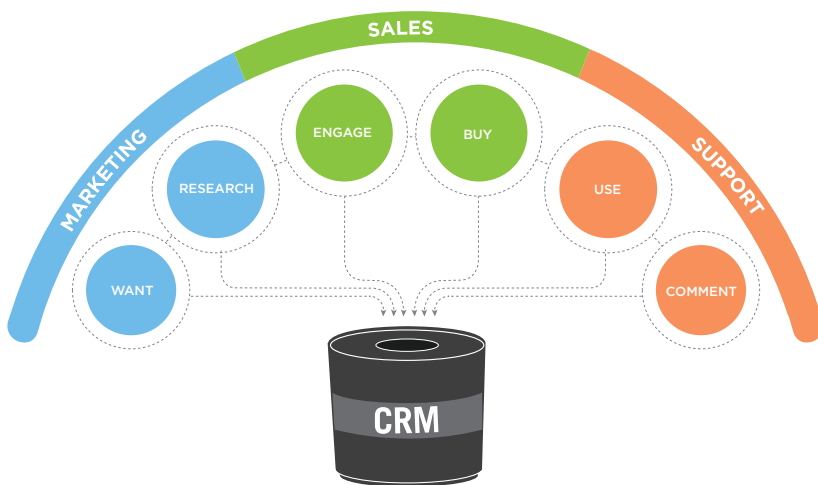 SALES
MARKETING
SUPPORT
ENGAGE
BUY
RESEARCH
USE
WANT
COMMENT
CRM